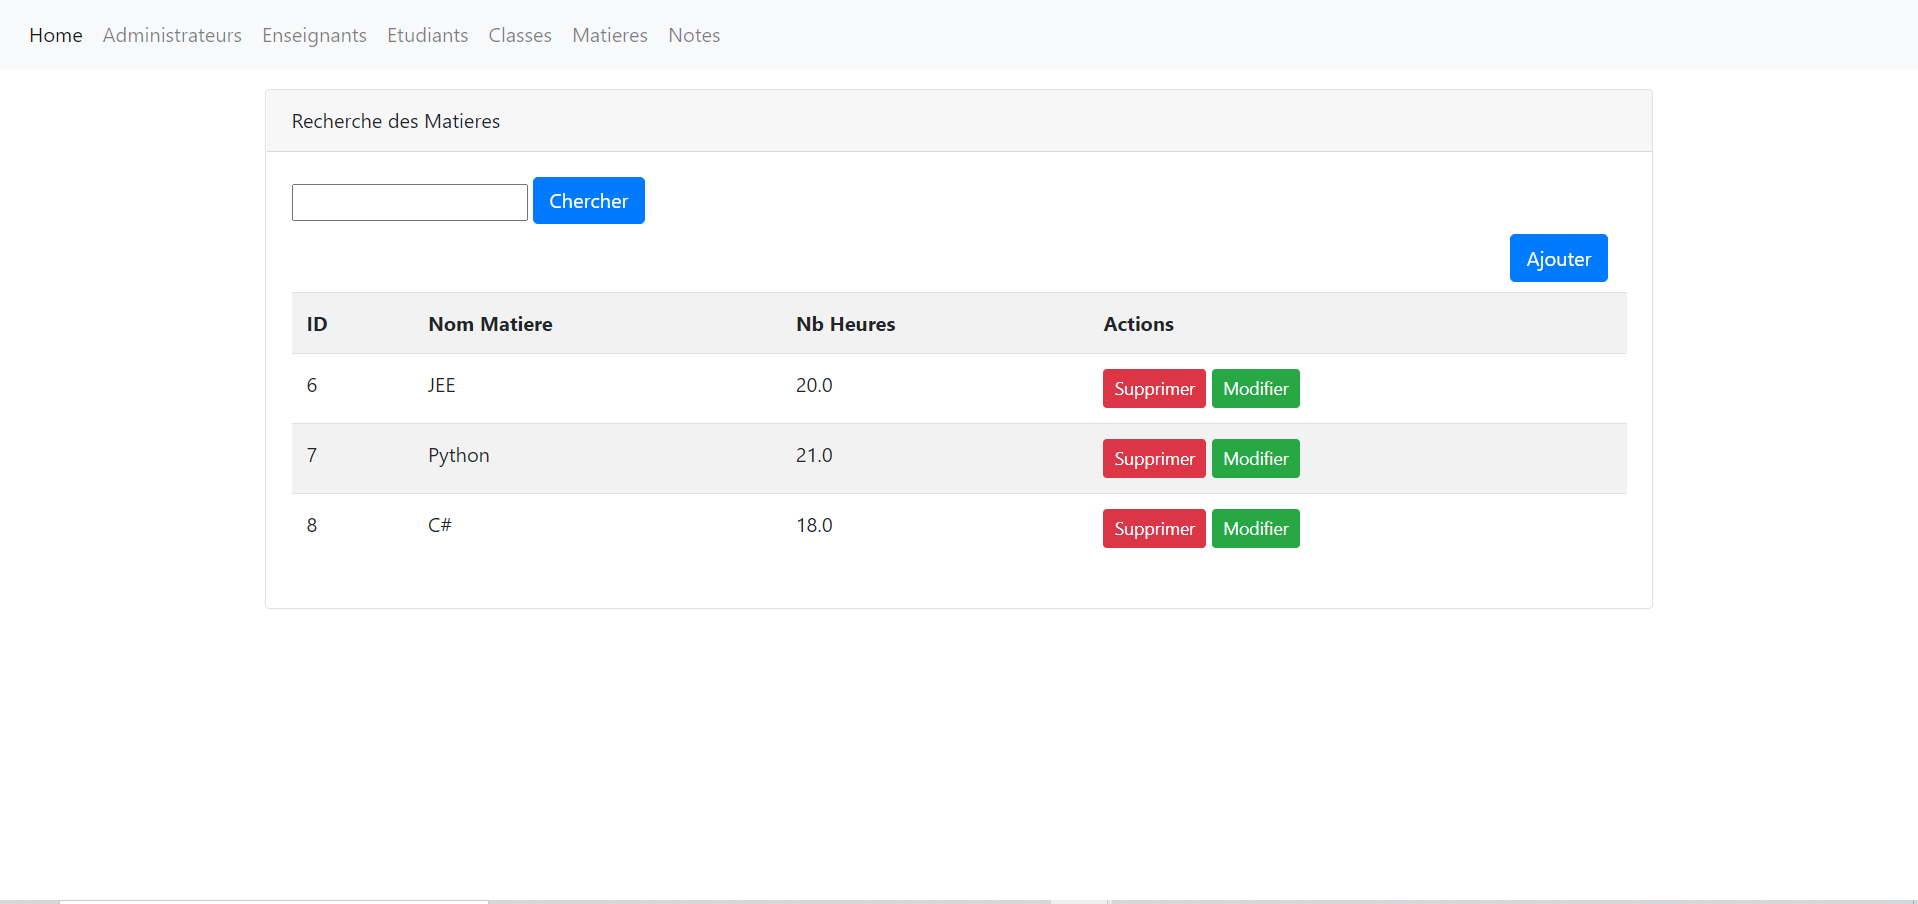 Home Administrateurs Enseignants Etudiants Classes Matieres Notes
Recherche des Matieres
Chercher
Ajouter
ID Nom Matiere Nb Heures Actions
6 JEE 20.0 Supprimer Modifier
7 Python 21.0 Supprimer Modifier
8 C# 18.0 Supprimer Modifier